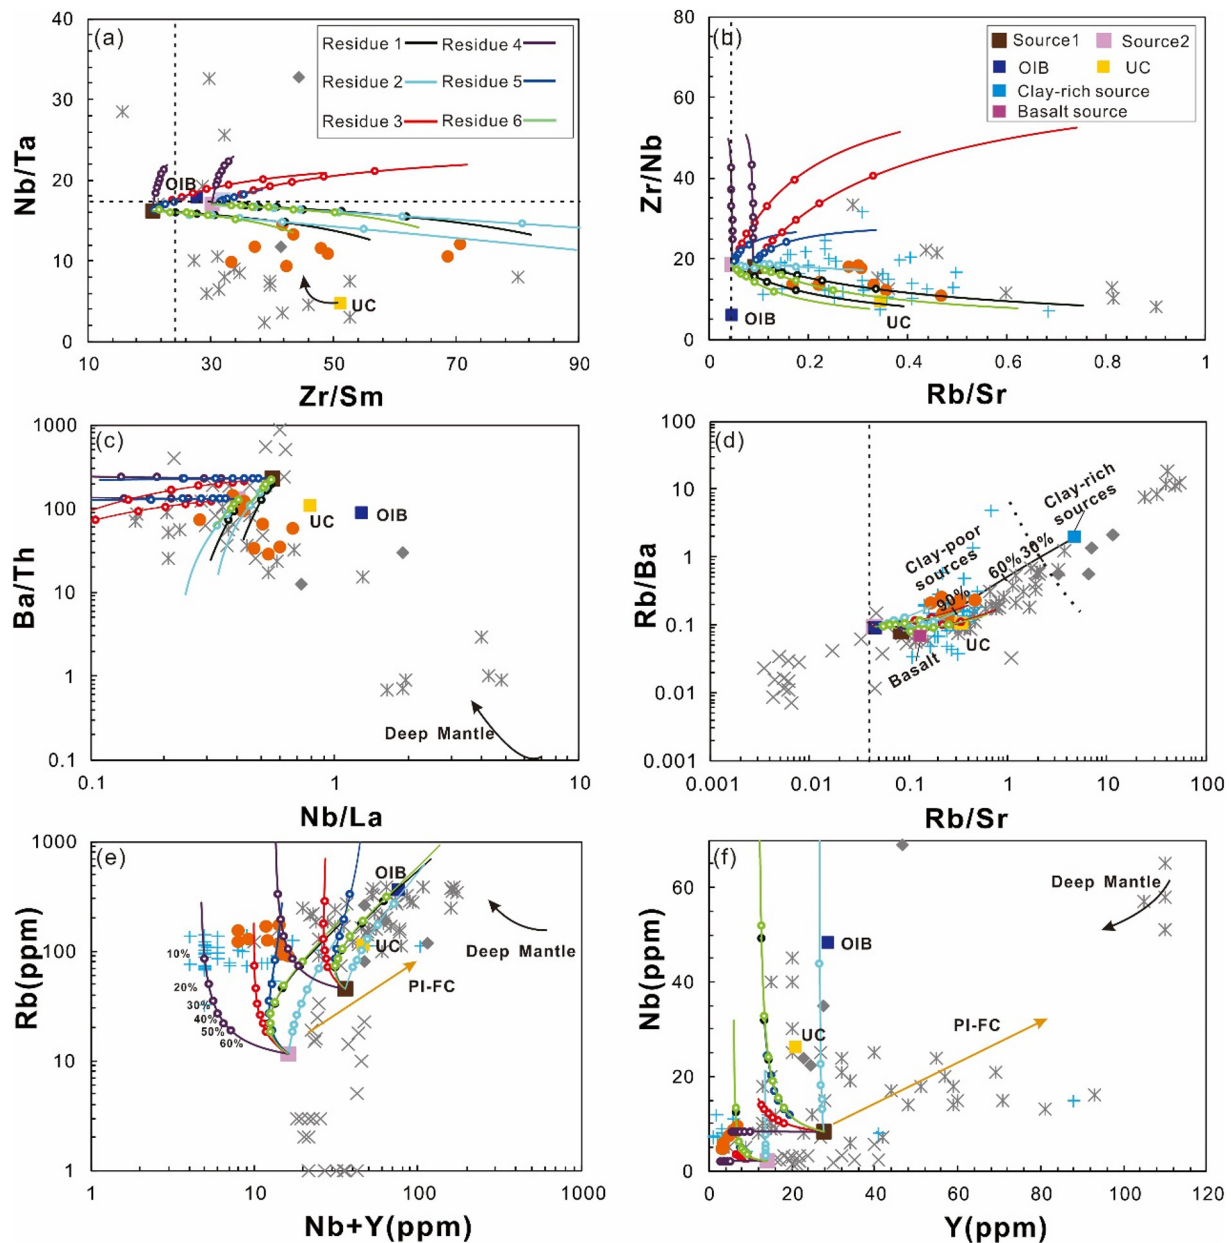 (a)
Residue 1 Residue 4
Residue 2 Residue 5
Residue 3 Residue 6
OIB
UC
40
30
20
10
0
10 30 50 70 90
Nb/Ta
Zr/Sm
(b)
Source1 Source2
OIB UC
Clay-rich source
Basalt source
OIB
UC
80
60
40
20
0
0 0.2 0.4 0.6 0.8 1
Zr/Nb
Rb/Sr
(c)
UC
OIB
Deep Mantle
1000
100
10
1
0.1
0.1 1 10
Ba/Th
Nb/La
(d)
Clay-rich
sources
Clay-poor
sources
60%
30%
90%
UC
Basalt
100
10
1
0.1
0.01
0.001
0.001 0.01 0.1 1 10 100
Rb/Ba
Rb/Sr
(e)
OIB
UC
Deep Mantle
PI-FC
10%
20%
30%
40%
50%
60%
1000
100
10
1
1 10 100 1000
Rb(ppm)
Nb+Y(ppm)
(f)
Deep Mantle
OIB
UC
PI-FC
60
40
20
0
0 20 40 60 80 100 120
Nb(ppm)
Y(ppm)